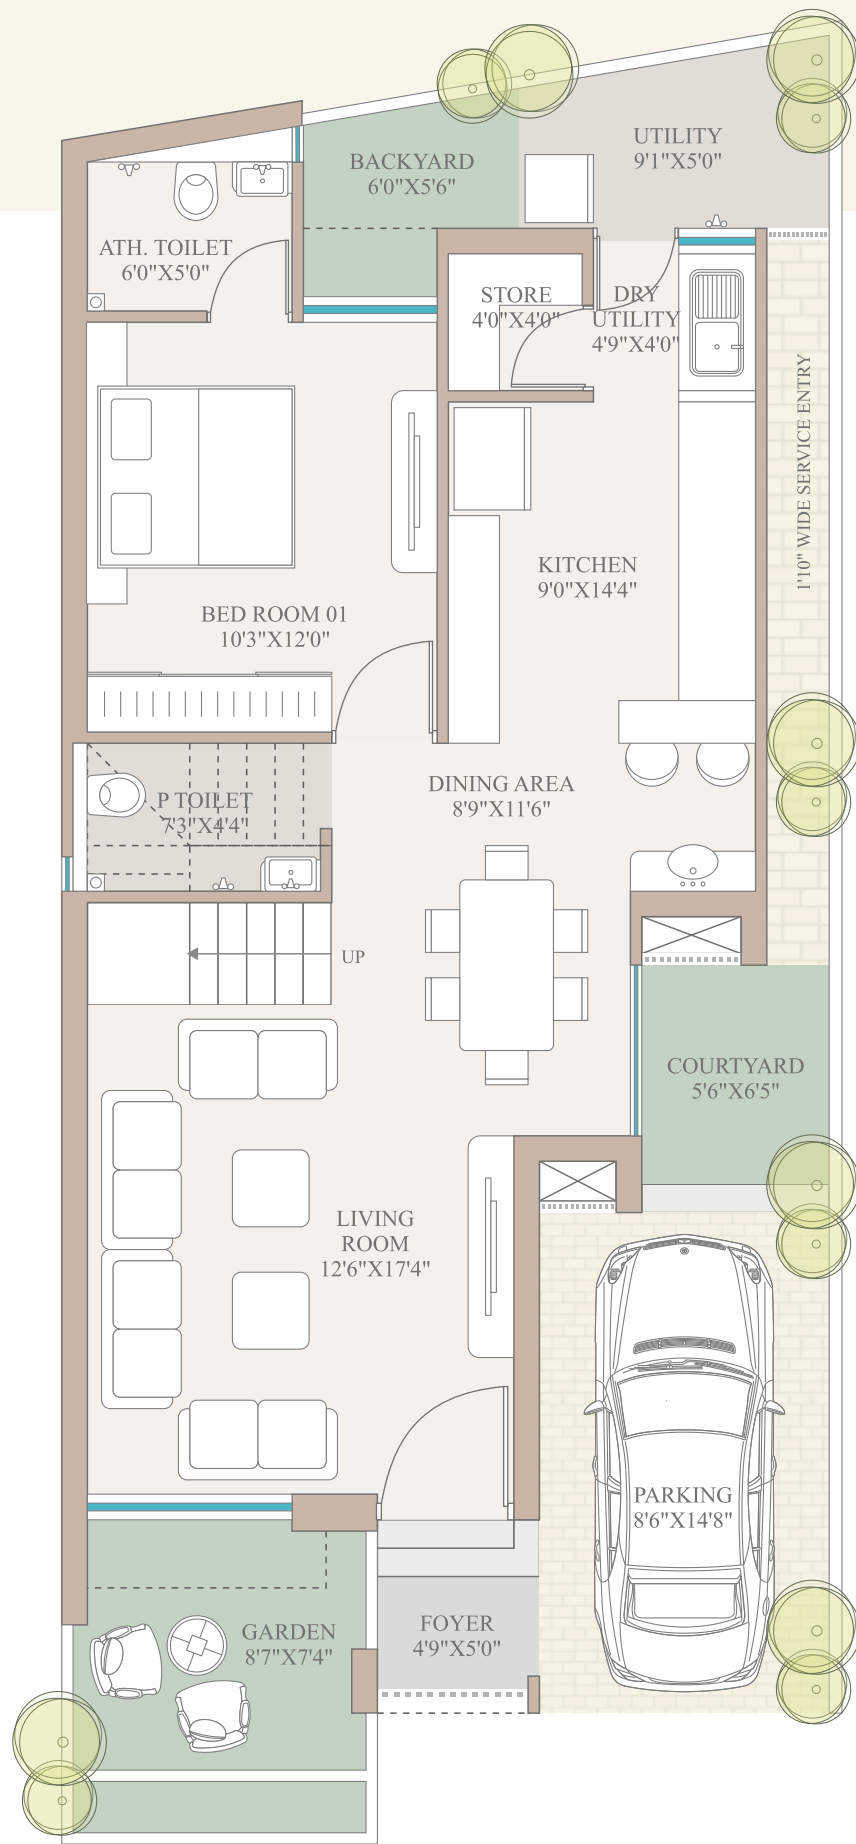 UTILITY
9'1"X5'0"
BACKYARD
6'0"X5'6"
ATH. TOILET
6'0"X5'0"
STORE
4'0"X4'0"
DRY
UTILITY
4'9"X4'0"
1'10" WIDE SERVICE ENTRY
KITCHEN
9'0"X14'4"
BED ROOM 01
10'3"X12'0"
DINING AREA
8'9"X11'6"
P TOILET
7'3"X4'4"
UP
COURTYARD
5'6"X6'5"
LIVING
ROOM
12'6"X17'4"
PARKING
8'6"X14'8"
FOYER
4'9"X5'0"
GARDEN
8'7"X7'4"